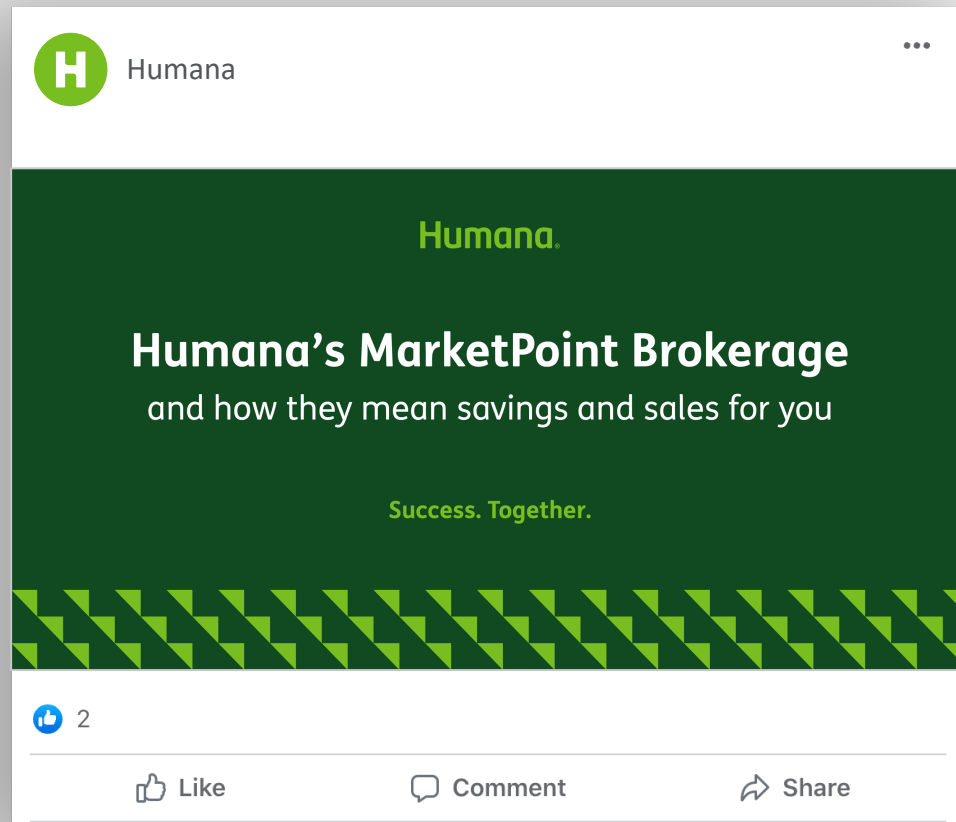 H
Humana
Humana®
Humana's MarketPoint Brokerage
and how they mean savings and sales for you
Success. Together.
2
Like
Comment
Share